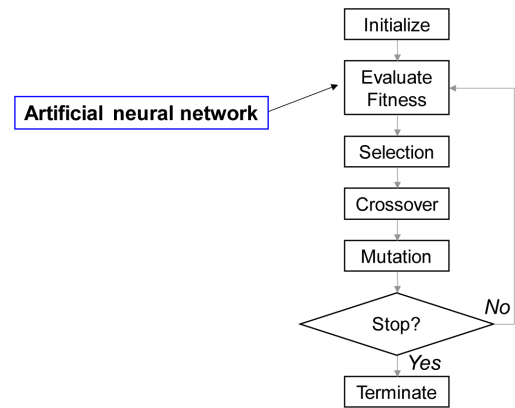 Initialize
Evaluate
Fitness
Artificial neural network
Selection
Crossover
Mutation
Stop?
No
Yes
Terminate